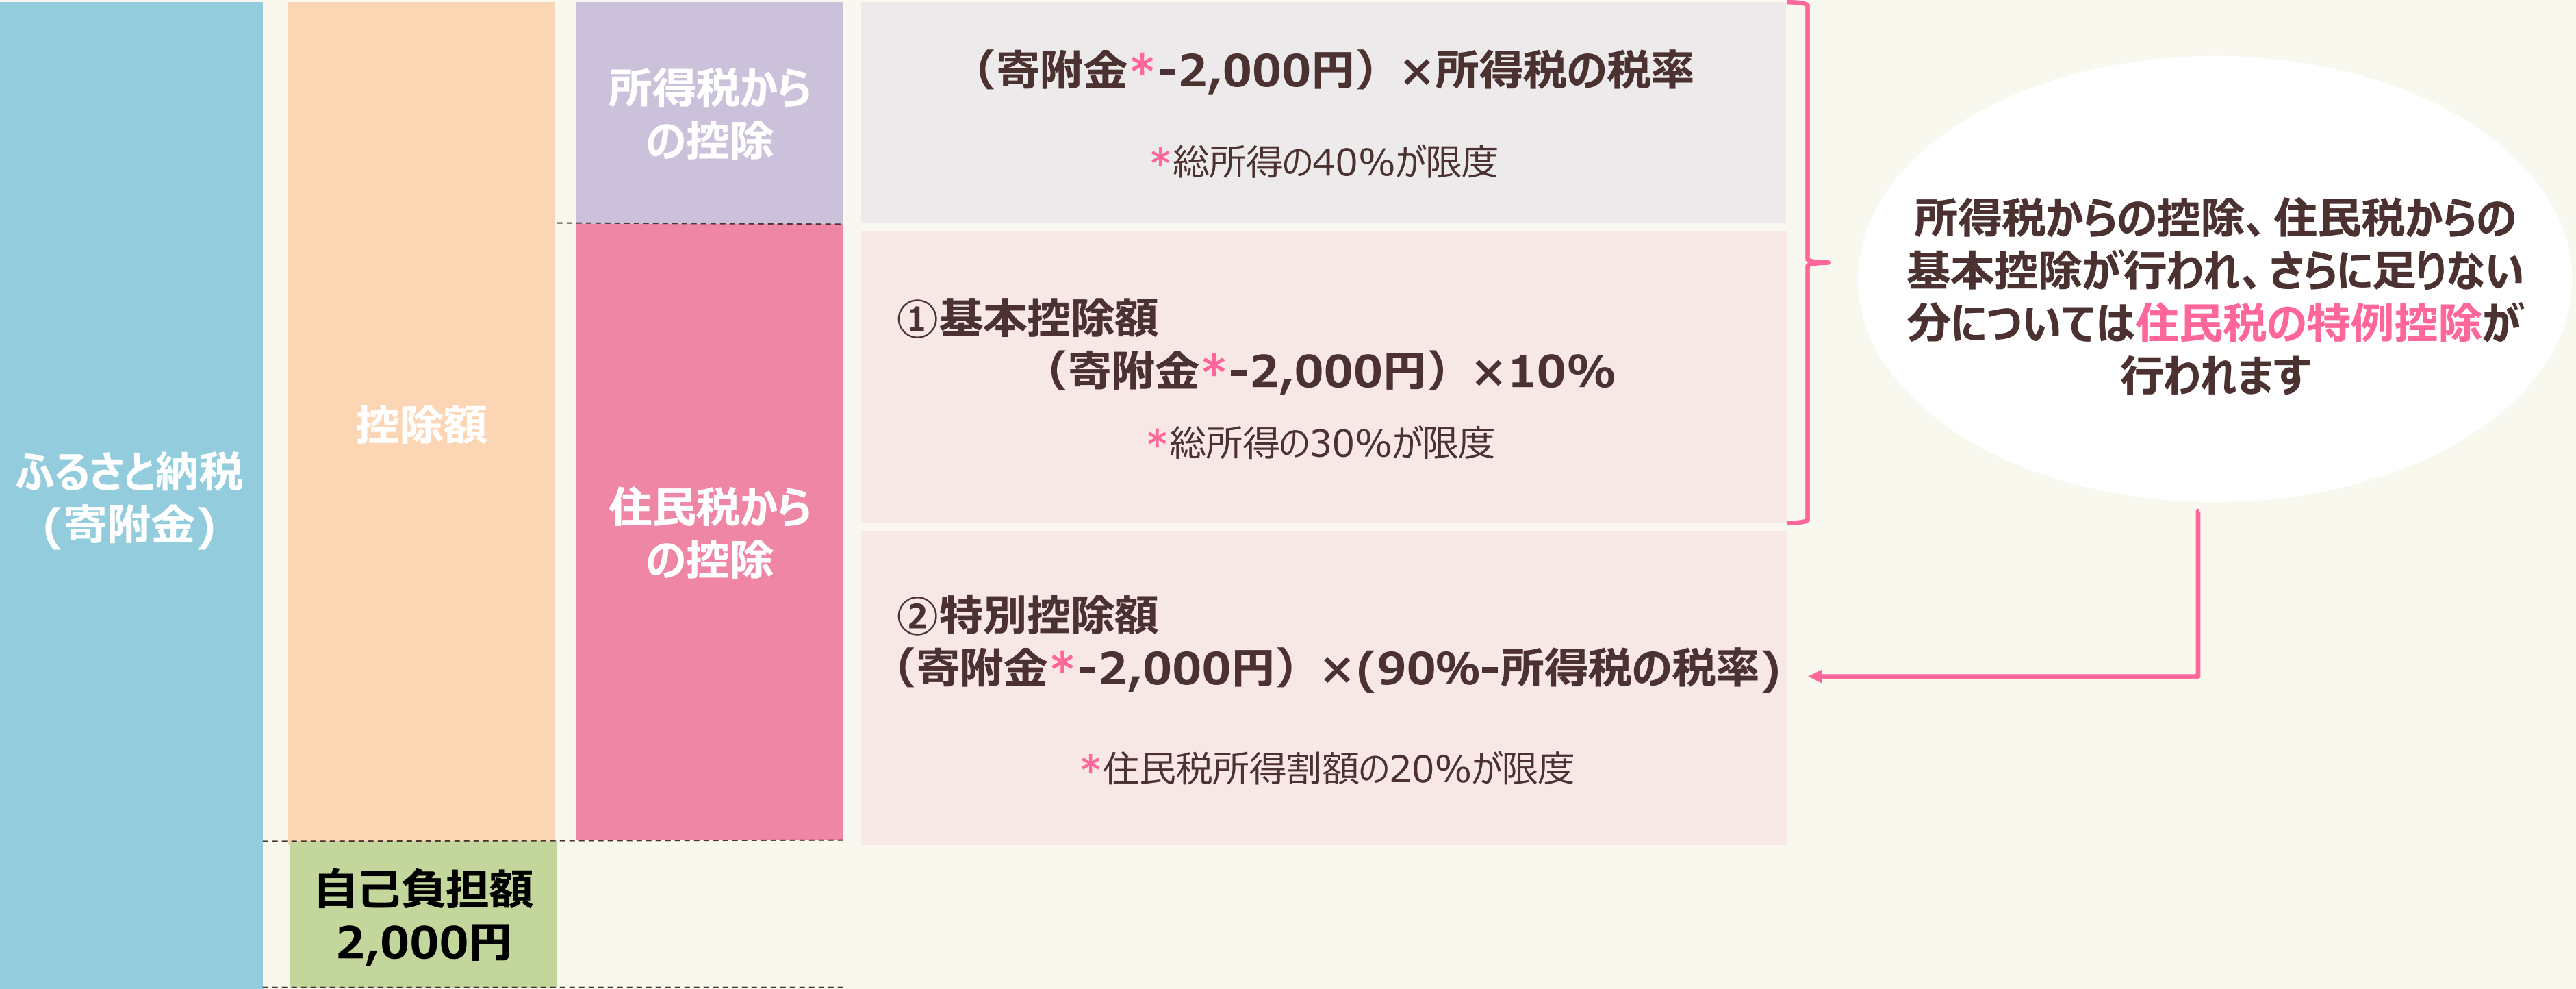 ふるさと納税
(寄附金)
控除額
自己負担額
2,000円
所得税から
の控除
住民税から
の控除
（寄附金*-2,000円）×所得税の税率
*総所得の40%が限度
①基本控除額
（寄附金*-2,000円）×10%
*総所得の30%が限度
②特別控除額
（寄附金*-2,000円）×(90%-所得税の税率)
*住民税所得割額の20%が限度
所得税からの控除、住民税からの
基本控除が行われ、さらに足りない
分については住民税の特例控除が
行われます